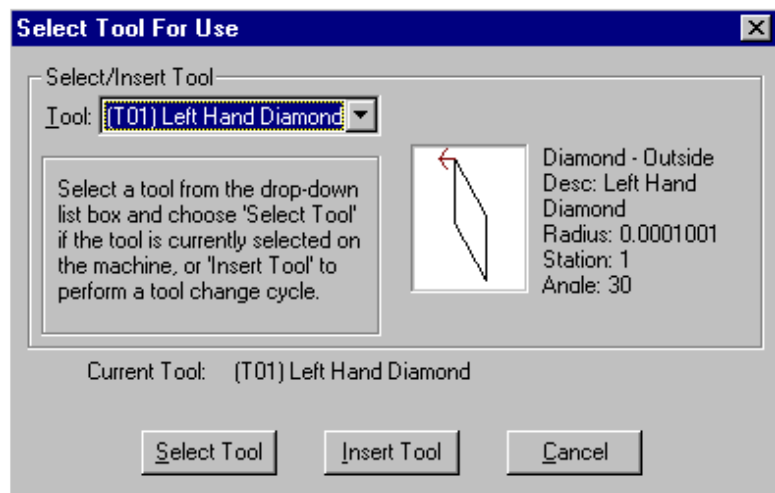 Select Tool For Use
Select/Insert Tool
Tool: (T01) Left Hand Diamond
Select a tool from the drop-down
list box and choose 'Select Tool'
if the tool is currently selected on
the machine, or 'Insert Tool' to
perform a tool change cycle.
Diamond - Outside
Desc: Left Hand
Diamond
Radius: 0.0001001
Station: 1
Angle: 30
Current Tool: (T01) Left Hand Diamond
Select Tool
Insert Tool
Cancel